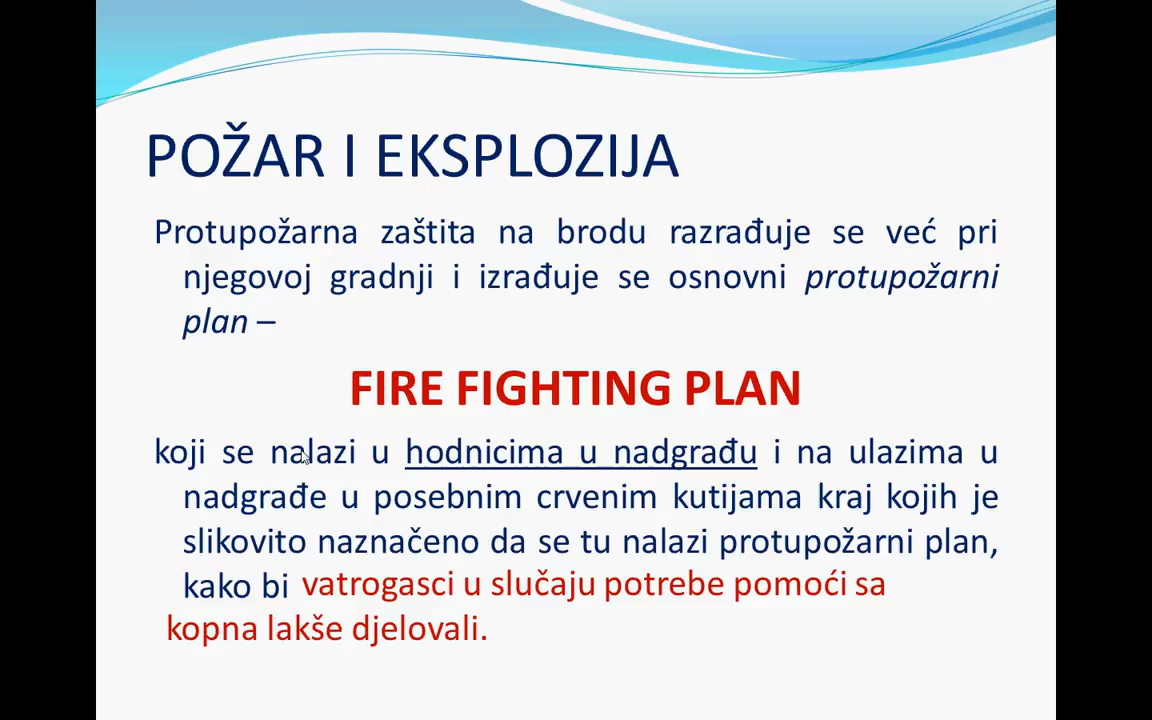 POŽAR I EKSPLOZIJA
Protupožarna zaštita na brodu razrađuje se već pri
njegovoj gradnji i izrađuje se osnovni protupožarni
plan –
FIRE FIGHTING PLAN
koji se nalazi u hodnicima u nadgrađu i na ulazima u
nadgrađe u posebnim crvenim kutijama kraj kojih je
slikovito naznačeno da se tu nalazi protupožarni plan,
kako bi vatrogasci u slučaju potrebe pomoći sa
kopna lakše djelovali.